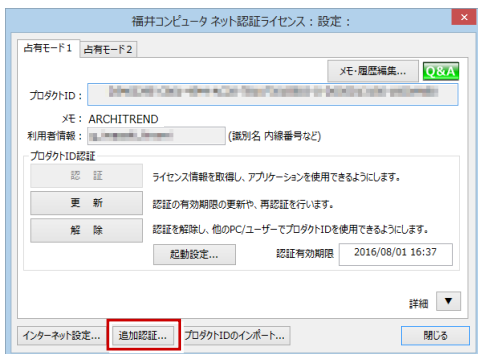 福井コンピュータ ネット認証ライセンス：設定：
占有モード1 占有モード2
メモ・履歴編集... Q&A
プロダクトID：
メモ： ARCHITREND
利用者情報： (識別名 内線番号など)
プロダクトID認証
認 証 ライセンス情報を取得し、アプリケーションを使用できるようにします。
更 新 認証の有効期限の更新や、再認証を行います。
解 除 認証を解除し、他のPC/ユーザーでプロダクトIDを使用できるようにします。
起動設定... 認証有効期限 2016/08/01 16:37
詳細 ▼
インターネット設定... 追加認証... プロダクトIDのインポート... 閉じる